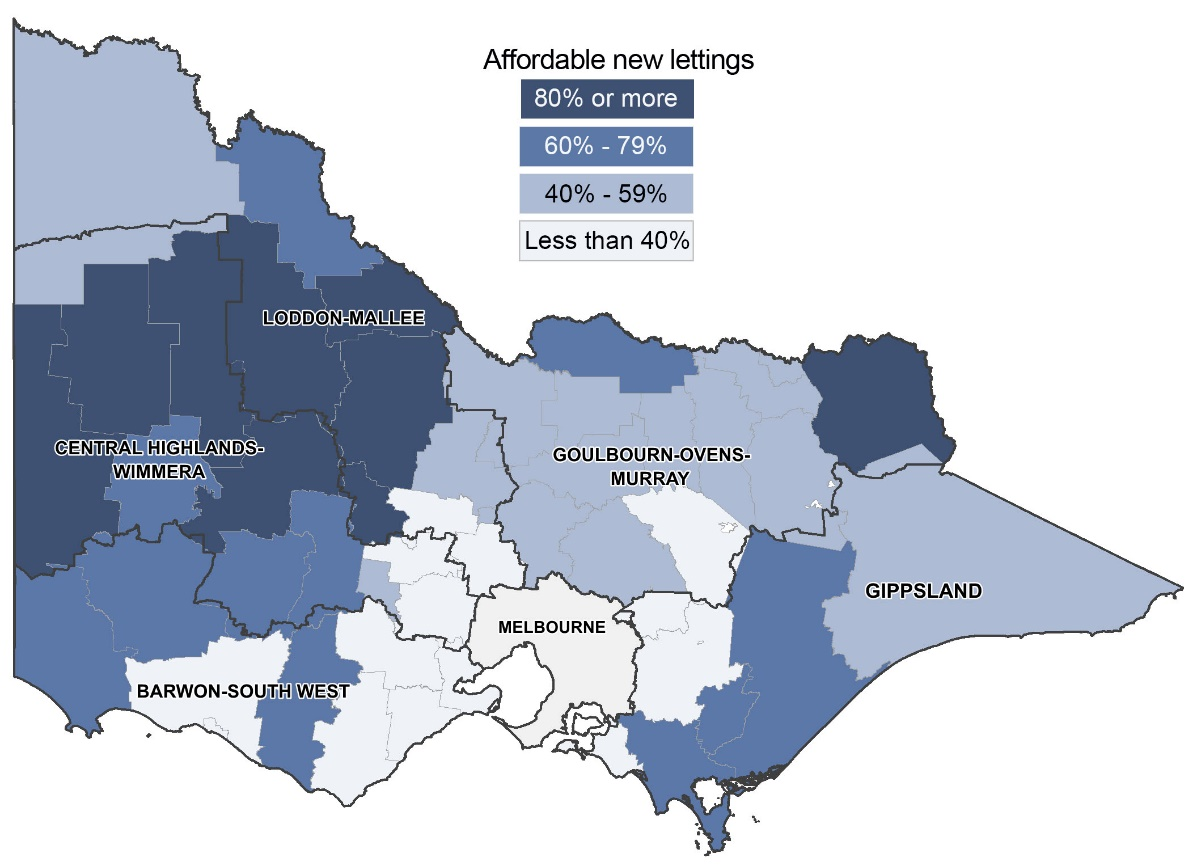 Affordable new lettings
80% or more
60% - 79%
40% - 59%
Less than 40%
LODDON-MALLEE
CENTRAL HIGHLANDS-
WIMMERA
GOULBOURN-OVENS-
MURRAY
GIPPSLAND
MELBOURNE
BARWON-SOUTH WEST